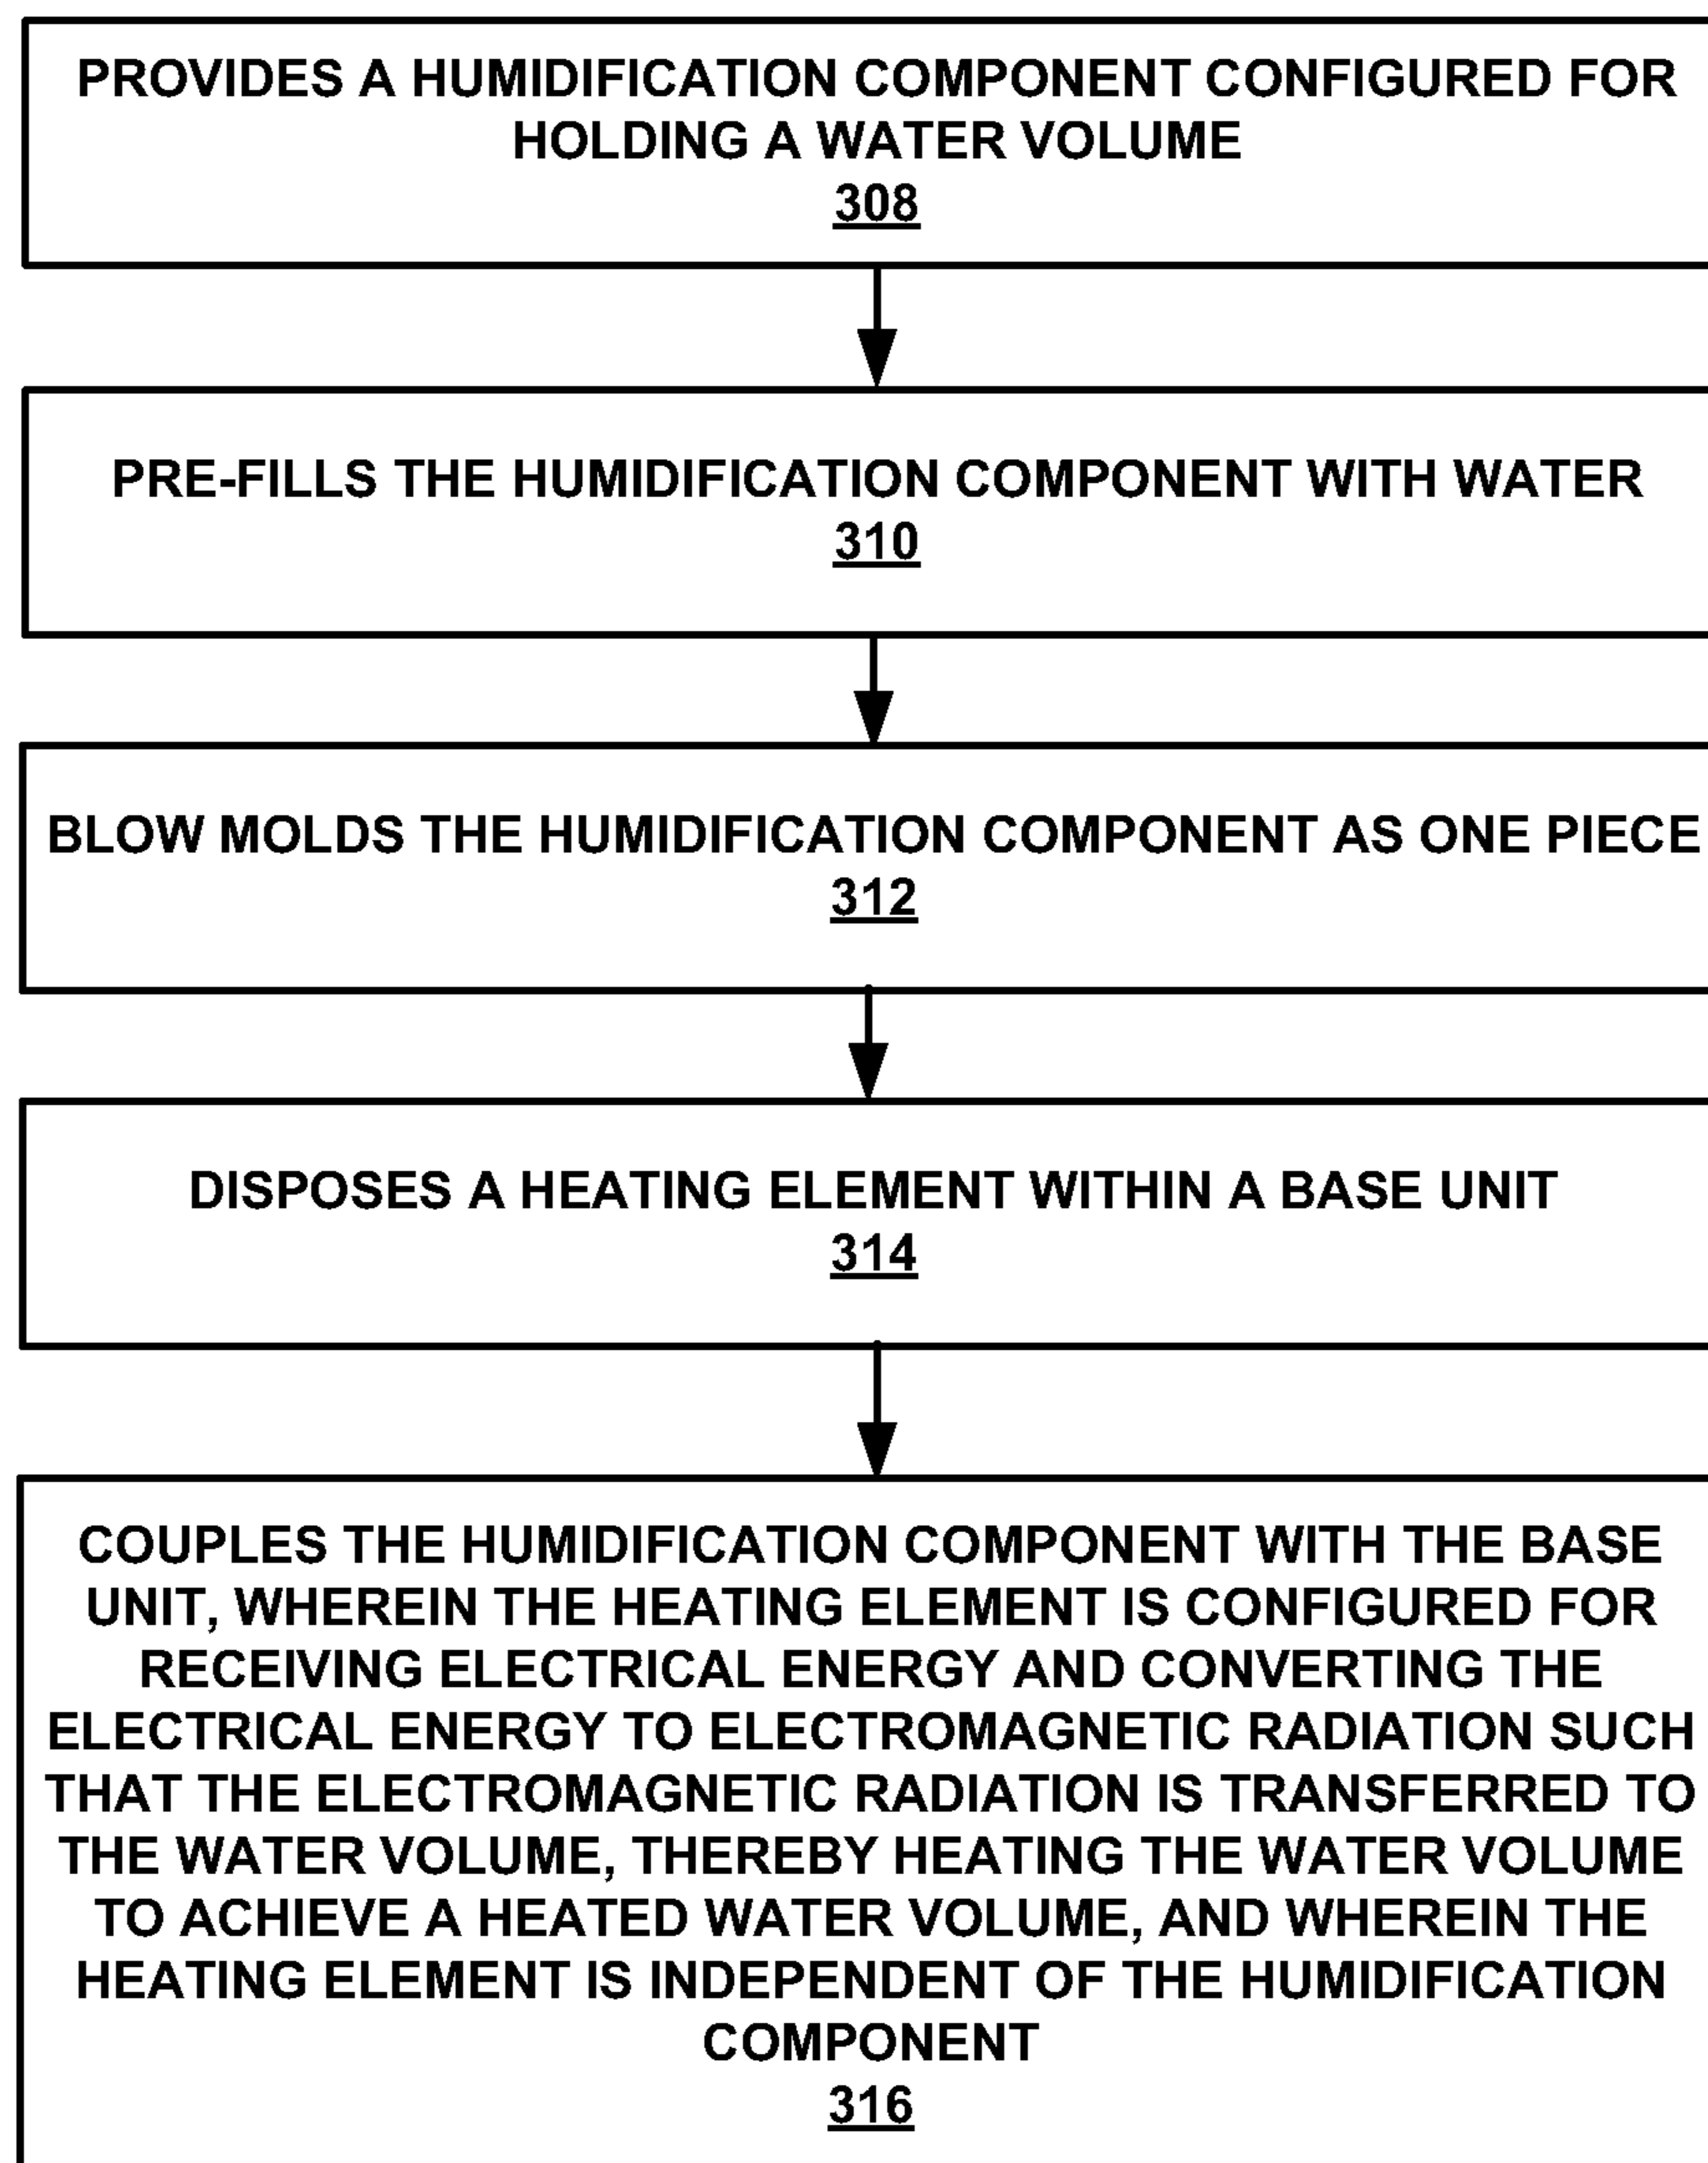 PROVIDES A HUMIDIFICATION COMPONENT CONFIGURED FOR
HOLDING A WATER VOLUME
308
PRE-FILLS THE HUMIDIFICATION COMPONENT WITH WATER
310
BLOW MOLDS THE HUMIDIFICATION COMPONENT AS ONE PIECE
312
DISPOSES A HEATING ELEMENT WITHIN A BASE UNIT
314
COUPLES THE HUMIDIFICATION COMPONENT WITH THE BASE
UNIT, WHEREIN THE HEATING ELEMENT IS CONFIGURED FOR
RECEIVING ELECTRICAL ENERGY AND CONVERTING THE
ELECTRICAL ENERGY TO ELECTROMAGNETIC RADIATION SUCH
THAT THE ELECTROMAGNETIC RADIATION IS TRANSFERRED TO
THE WATER VOLUME, THEREBY HEATING THE WATER VOLUME
TO ACHIEVE A HEATED WATER VOLUME, AND WHEREIN THE
HEATING ELEMENT IS INDEPENDENT OF THE HUMIDIFICATION
COMPONENT
316